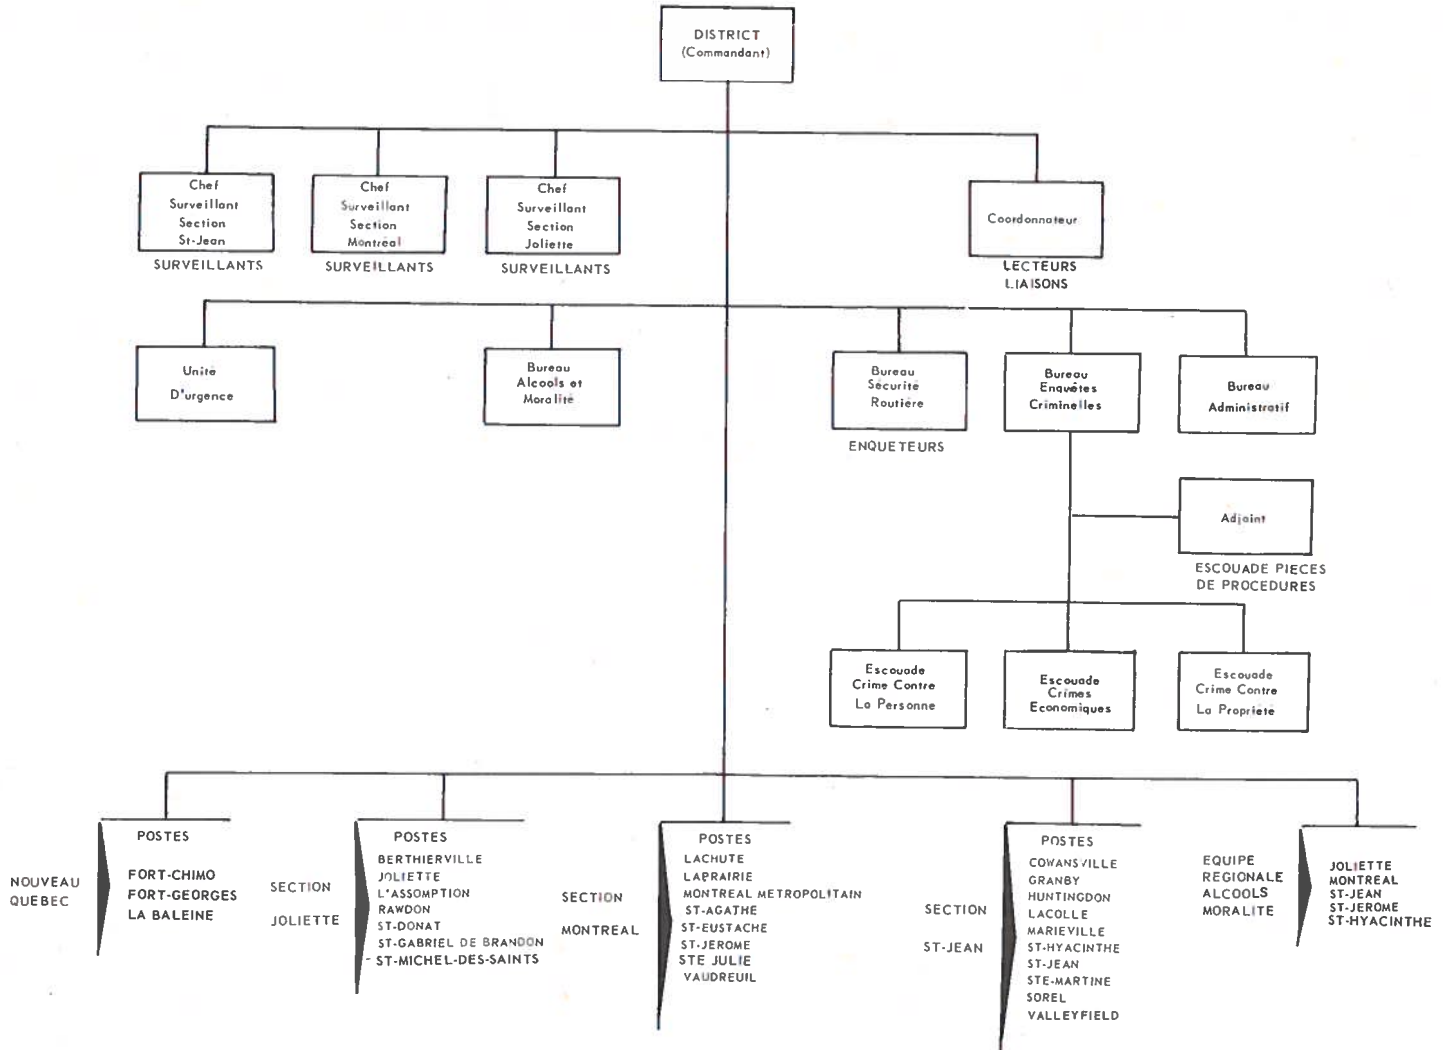 DISTRICT
(Commandant)
Chef
Surveillant
Section
St-Jean
SURVEILLANTS
Chef
Surveillant
Section
Montréal
SURVEILLANTS
Chef
Surveillant
Section
Joliette
SURVEILLANTS
Coordonnateur
LECTEURS
LIAISONS
Unité
D'urgence
Bureau
Alcools et
Moralité
Bureau
Sécurité
Routière
ENQUETEURS
Bureau
Enquêtes
Criminelles
Bureau
Administratif
Adjoint
ESCOUADE PIECES
DE PROCEDURES
Escouade
Crime Contre
La Personne
Escouade
Crimes
Economiques
Escouade
Crime Contre
La Propriété
NOUVEAU
QUEBEC
POSTES
FORT-CHIMO
FORT-GEORGES
LA BALEINE
SECTION
JOLIETTE
POSTES
BERTHIERVILLE
JOLIETTE
L'ASSOMPTION
RAWDON
ST-DONAT
ST-GABRIEL DE BRANDON
ST-MICHEL-DES-SAINTS
SECTION
MONTREAL
POSTES
LACHUTE
LAPRAIRIE
MONTREAL METROPOLITAIN
ST-AGATHE
ST-EUSTACHE
ST-JEROME
STE JULIE
VAUDREUIL
SECTION
ST-JEAN
POSTES
COWANSVILLE
GRANBY
HUNTINGDON
LACOLLE
MARIEVILLE
ST-HYACINTHE
ST-JEAN
STE-MARTINE
SOREL
VALLEYFIELD
EQUIPE
REGIONALE
ALCOOLS
MORALITE
JOLIETTE
MONTREAL
ST-JEAN
ST-JEROME
ST-HYACINTHE